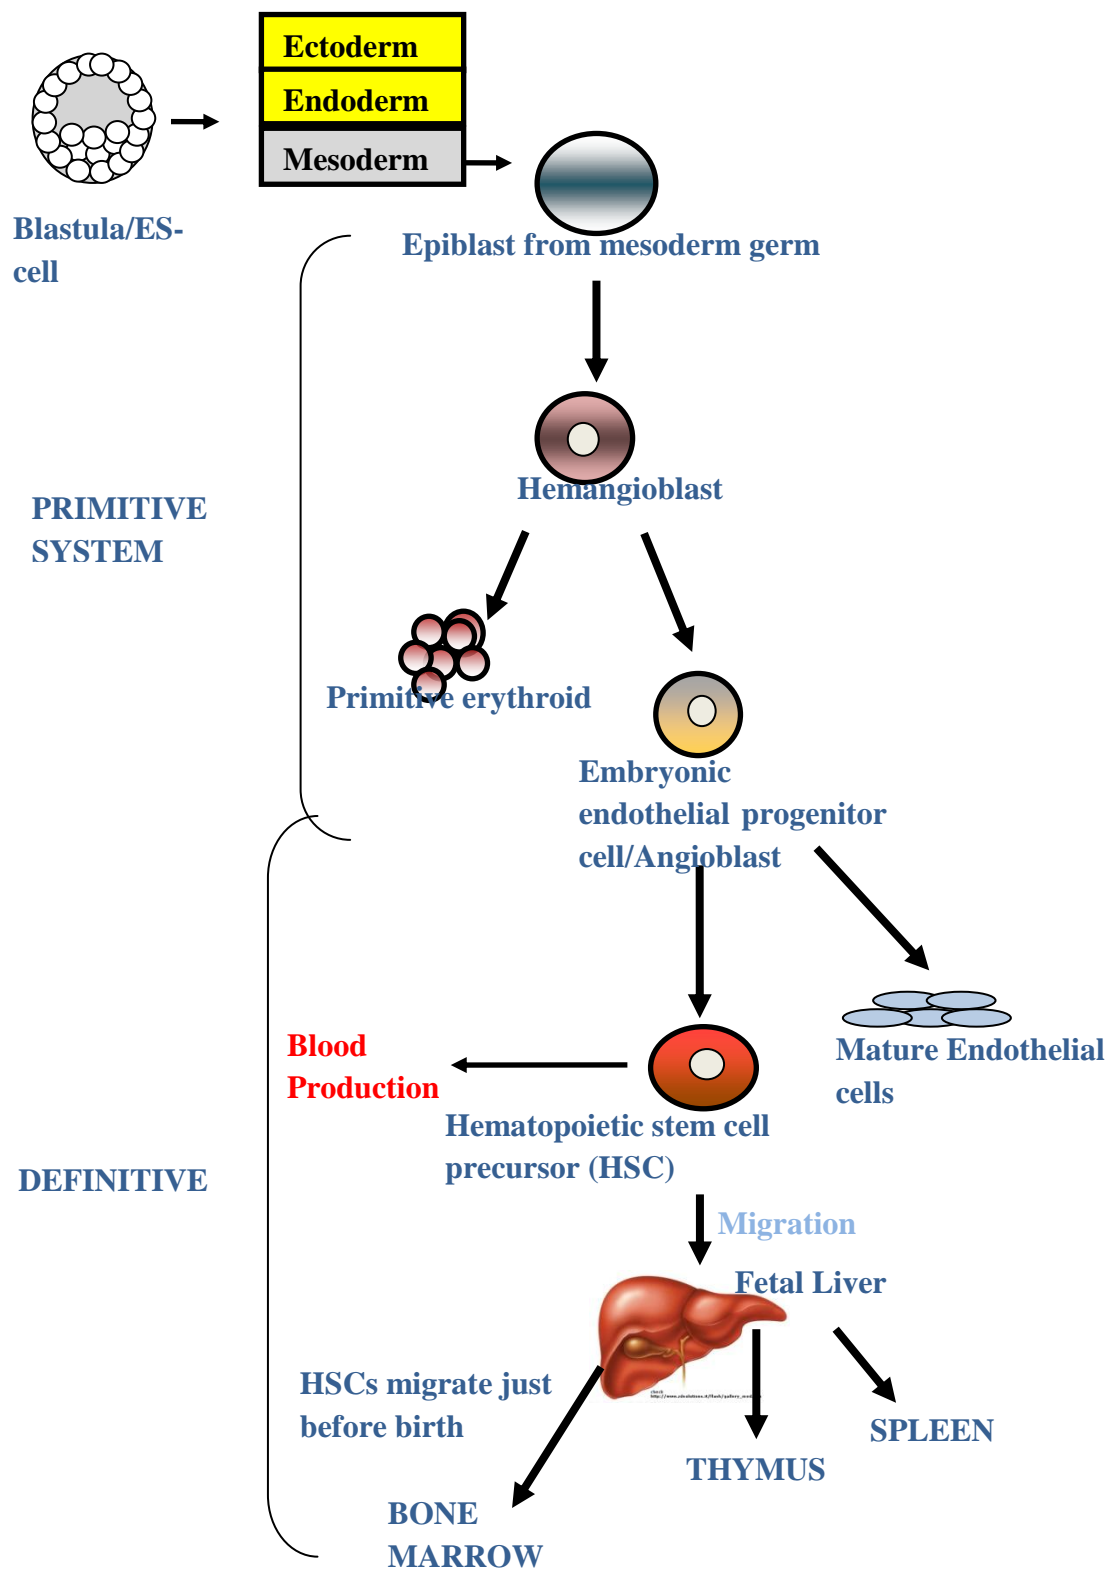 Ectoderm
Endoderm
Mesoderm
Blastula/ES-
cell
Epiblast from mesoderm germ
Hemangioblast
PRIMITIVE
SYSTEM
Primitive erythroid
Embryonic
endothelial progenitor
cell/Angioblast
Blood
Production
Mature Endothelial
cells
Hematopoietic stem cell
precursor (HSC)
DEFINITIVE
Migration
Fetal Liver
HSCs migrate just
before birth
SPLEEN
THYMUS
BONE
MARROW